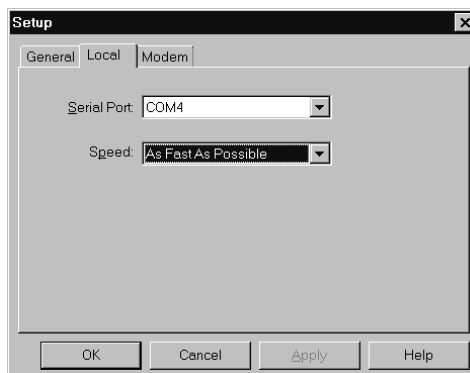 Setup
General Local Modem
Serial Port: COM4
Speed: As Fast As Possible
OK Cancel Apply Help